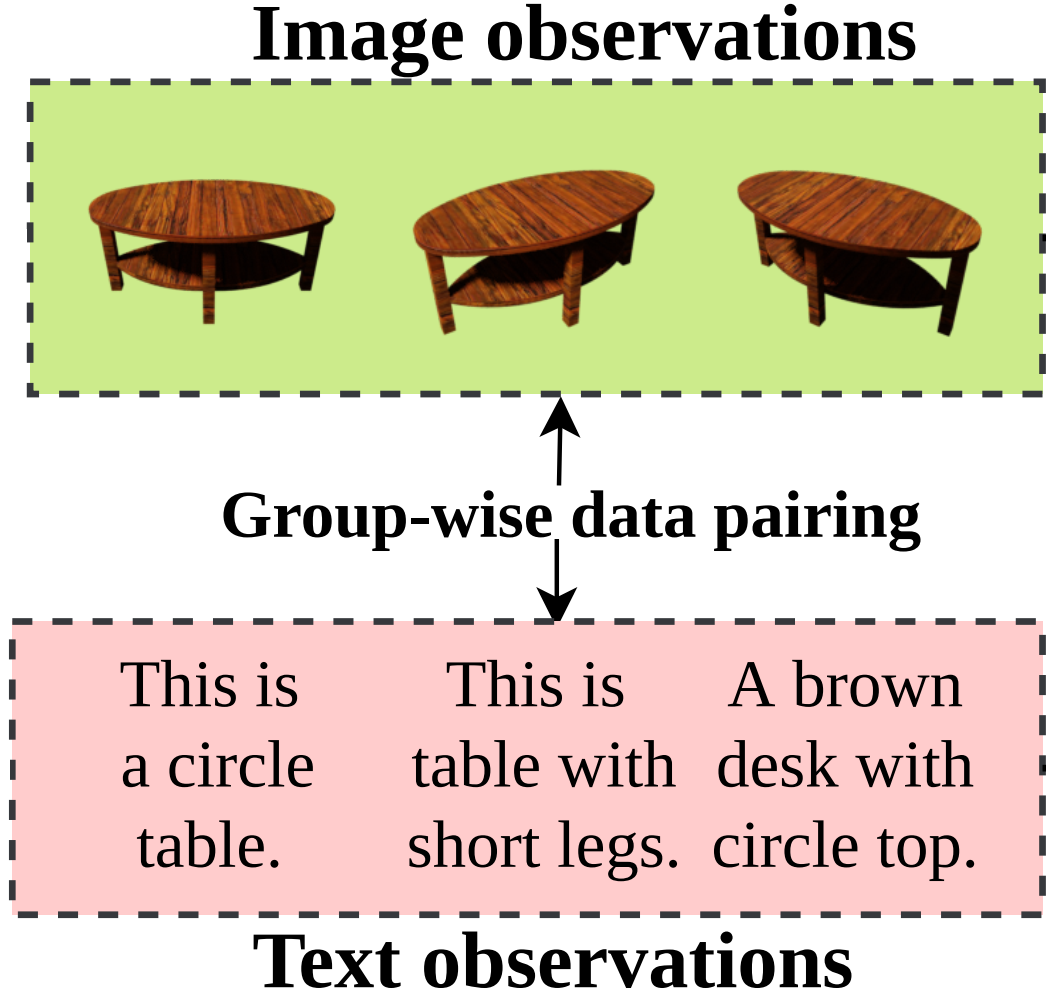 Image observations
Group-wise data pairing
This is
a circle
table.
This is
table with
short legs.
A brown
desk with
circle top.
Text observations